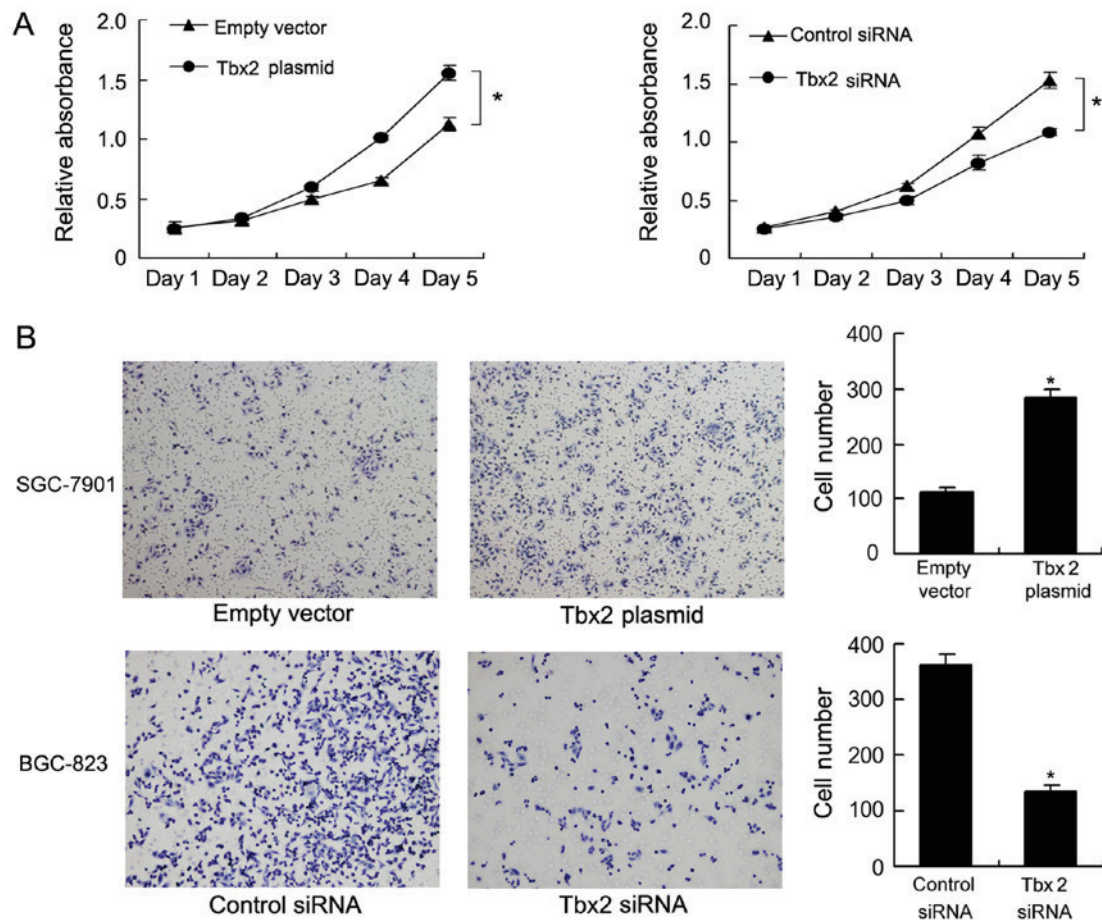 A
Relative absorbance
2.0
1.5
1.0
0.5
0
Empty vector
Tbx2 plasmid
*
Day 1 Day 2 Day 3 Day 4 Day 5
Relative absorbance
2.0
1.5
1.0
0.5
0
Control siRNA
Tbx2 siRNA
*
Day 1 Day 2 Day 3 Day 4 Day 5
B
SGC-7901
Empty vector
Tbx2 plasmid
Cell number
400
300
200
100
0
*
Empty
vector
Tbx2
plasmid
BGC-823
Control siRNA
Tbx2 siRNA
Cell number
400
300
200
100
0
*
Control
siRNA
Tbx2
siRNA